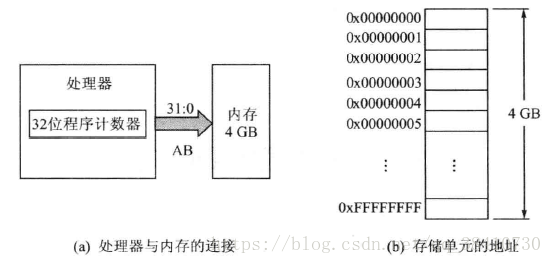 处理器
32位程序计数器
31:0
AB
内存
4 GB
(a) 处理器与内存的连接
0x00000000
0x00000001
0x00000002
0x00000003
0x00000004
0x00000005
⋮
⋮
0xFFFFFFFF
4 GB
(b) 存储单元的地址
https://blog.csdn.net/
30